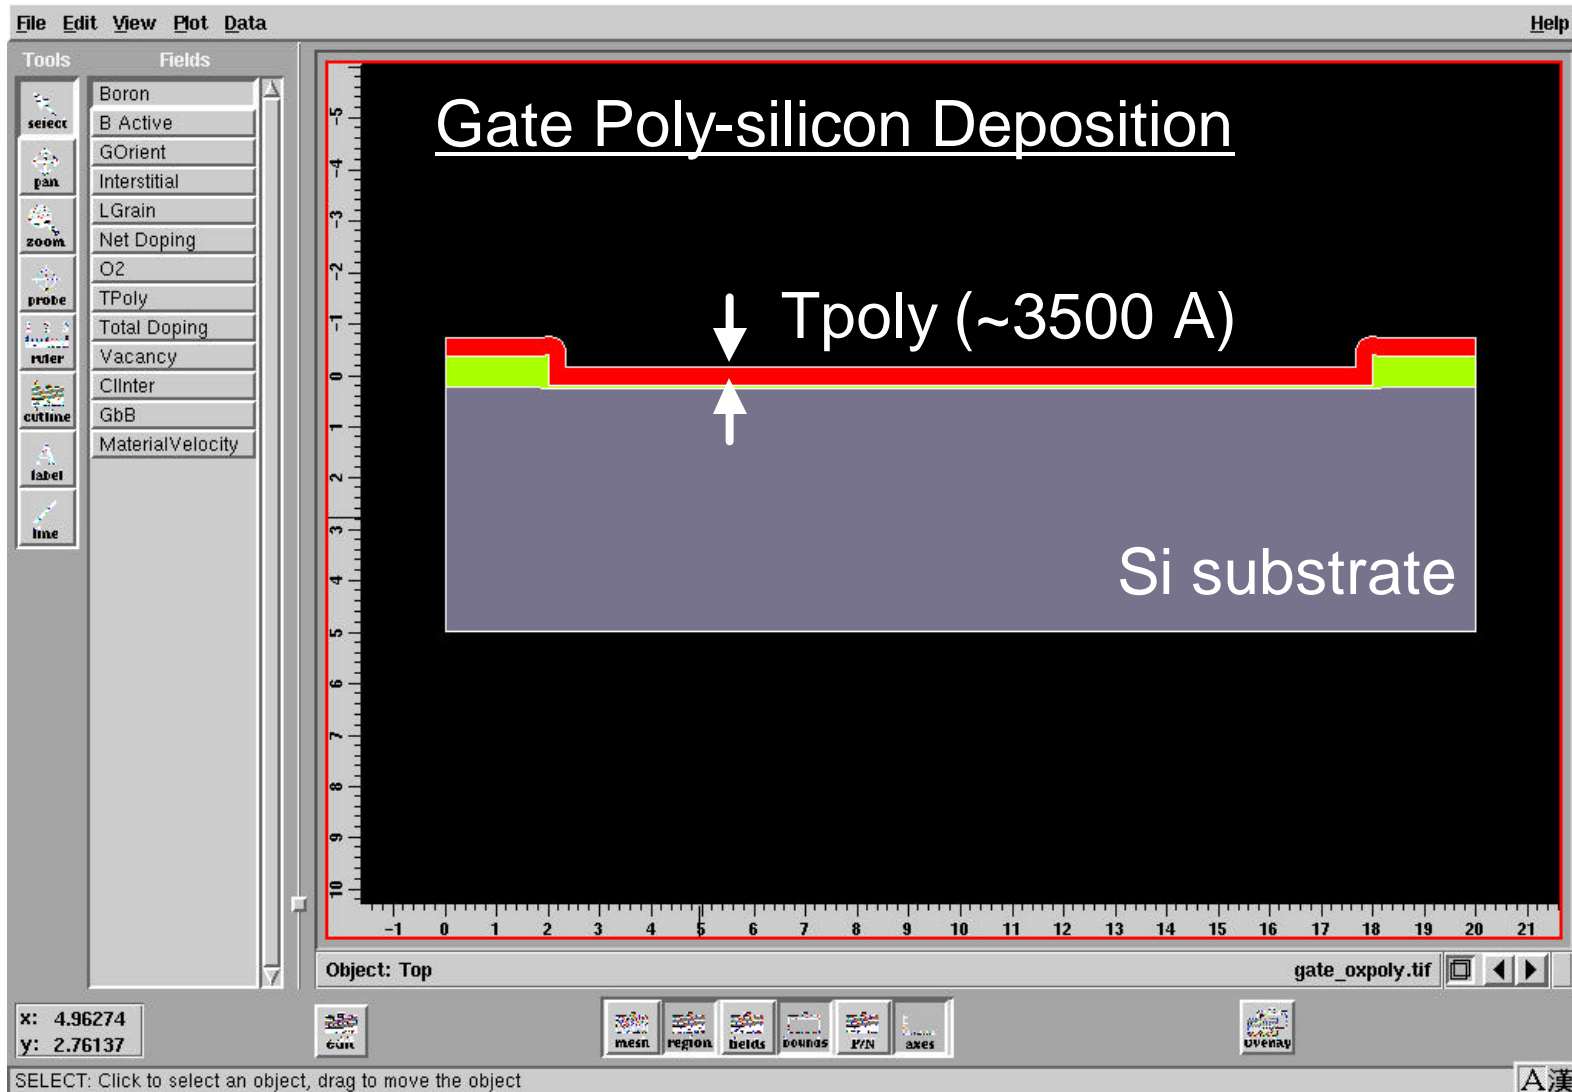 File Edit View Plot Data Help
Tools Fields
select
pan
zoom
probe
ruler
cutline
label
line
Boron
B Active
GOrient
Interstitial
LGrain
Net Doping
O2
TPoly
Total Doping
Vacancy
ClInter
GbB
MaterialVelocity
Gate Poly-silicon Deposition
Tpoly (~3500 A)
Si substrate
-5
-4
-3
-2
-1
0
1
2
3
4
5
6
7
8
9
10
-1 0 1 2 3 4 5 6 7 8 9 10 11 12 13 14 15 16 17 18 19 20 21
Object: Top gate_oxpoly.tif
x: 4.96274
y: 2.76137
edit mesh region fields bounds P/N axes overlay
SELECT: Click to select an object, drag to move the object
A漢